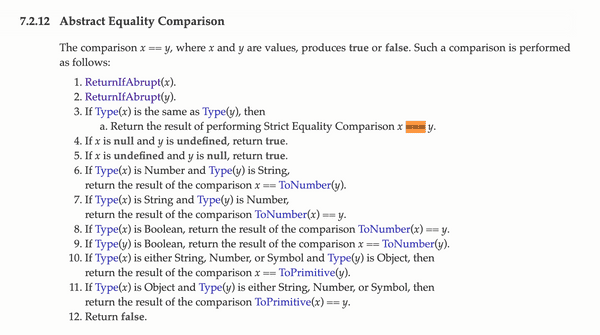 7.2.12 Abstract Equality Comparison
The comparison x == y, where x and y are values, produces true or false. Such a comparison is performed
as follows:
1. ReturnIfAbrupt(x).
2. ReturnIfAbrupt(y).
3. If Type(x) is the same as Type(y), then
a. Return the result of performing Strict Equality Comparison x === y.
4. If x is null and y is undefined, return true.
5. If x is undefined and y is null, return true.
6. If Type(x) is Number and Type(y) is String,
return the result of the comparison x == ToNumber(y).
7. If Type(x) is String and Type(y) is Number,
return the result of the comparison ToNumber(x) == y.
8. If Type(x) is Boolean, return the result of the comparison ToNumber(x) == y.
9. If Type(y) is Boolean, return the result of the comparison x == ToNumber(y).
10. If Type(x) is either String, Number, or Symbol and Type(y) is Object, then
return the result of the comparison x == ToPrimitive(y).
11. If Type(x) is Object and Type(y) is either String, Number, or Symbol, then
return the result of the comparison ToPrimitive(x) == y.
12. Return false.